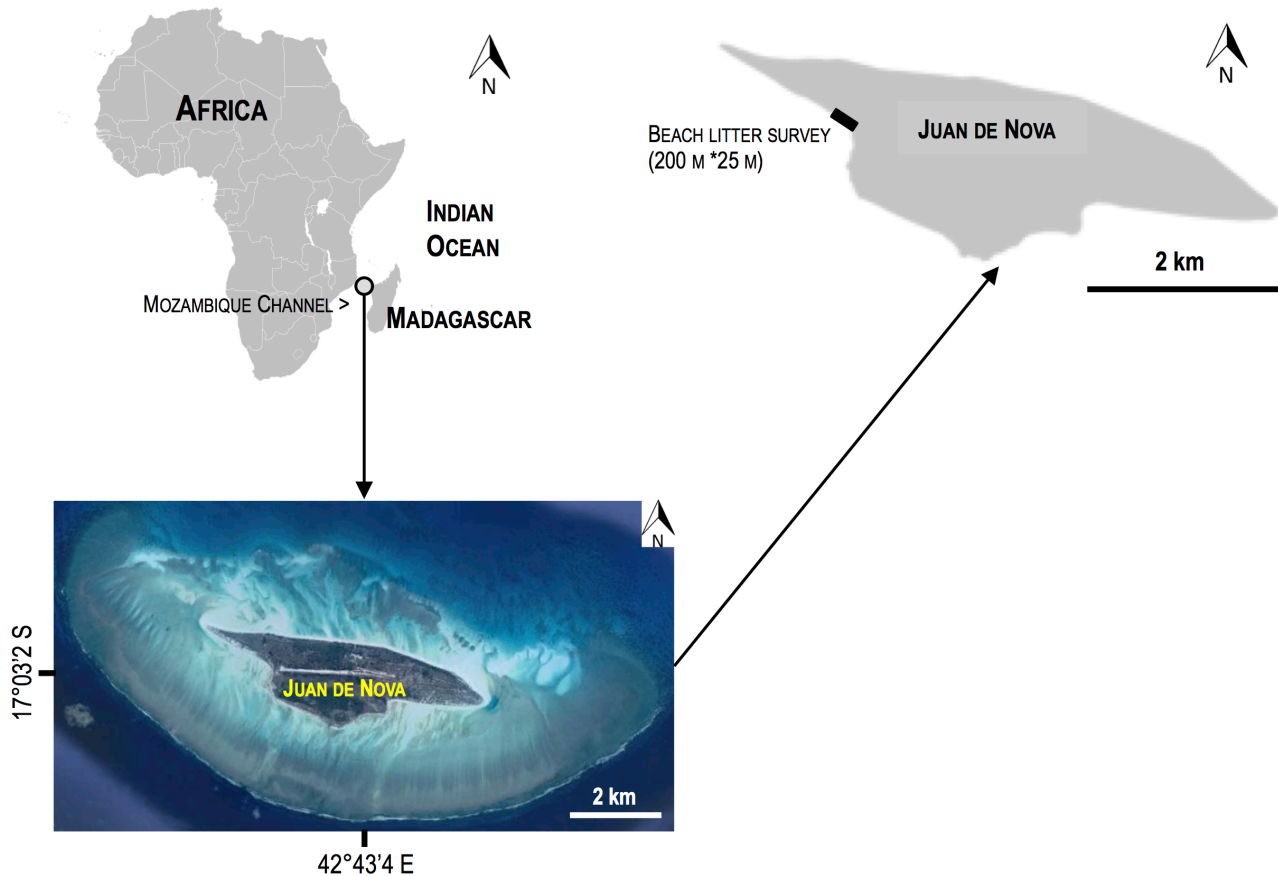 AFRICA
N
INDIAN
OCEAN
MOZAMBIQUE CHANNEL >
MADAGASCAR
N
BEACH LITTER SURVEY
(200 M *25 M)
JUAN DE NOVA
2 km
N
17°03'2 S
JUAN DE NOVA
2 km
42°43'4 E